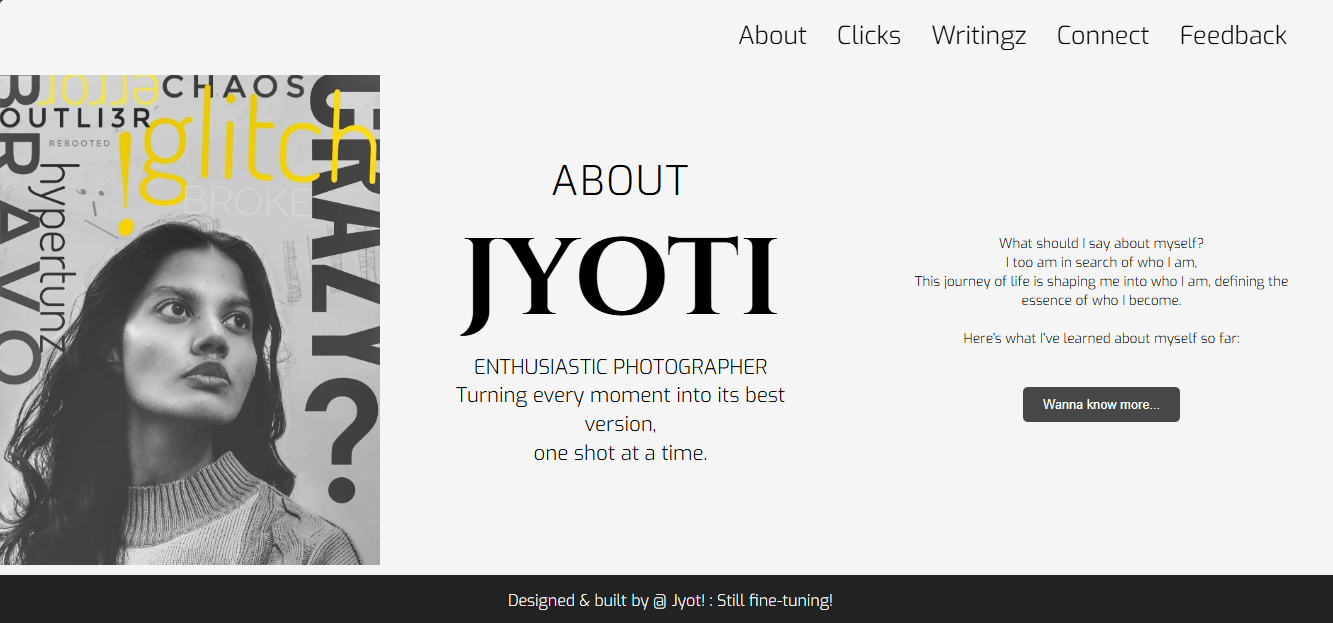 About Clicks Writingz Connect Feedback
error
CHAOS
OUTLI3R
REBOOTED
!glitch
BROKE
hypertunz
BRAVO
CRAZY?
ABOUT
JYOTI
ENTHUSIASTIC PHOTOGRAPHER
Turning every moment into its best
version,
one shot at a time.
What should I say about myself?
I too am in search of who I am,
This journey of life is shaping me into who I am, defining the
essence of who I become.
Here's what I've learned about myself so far:
Wanna know more...
Designed & built by @ Jyot! : Still fine-tuning!